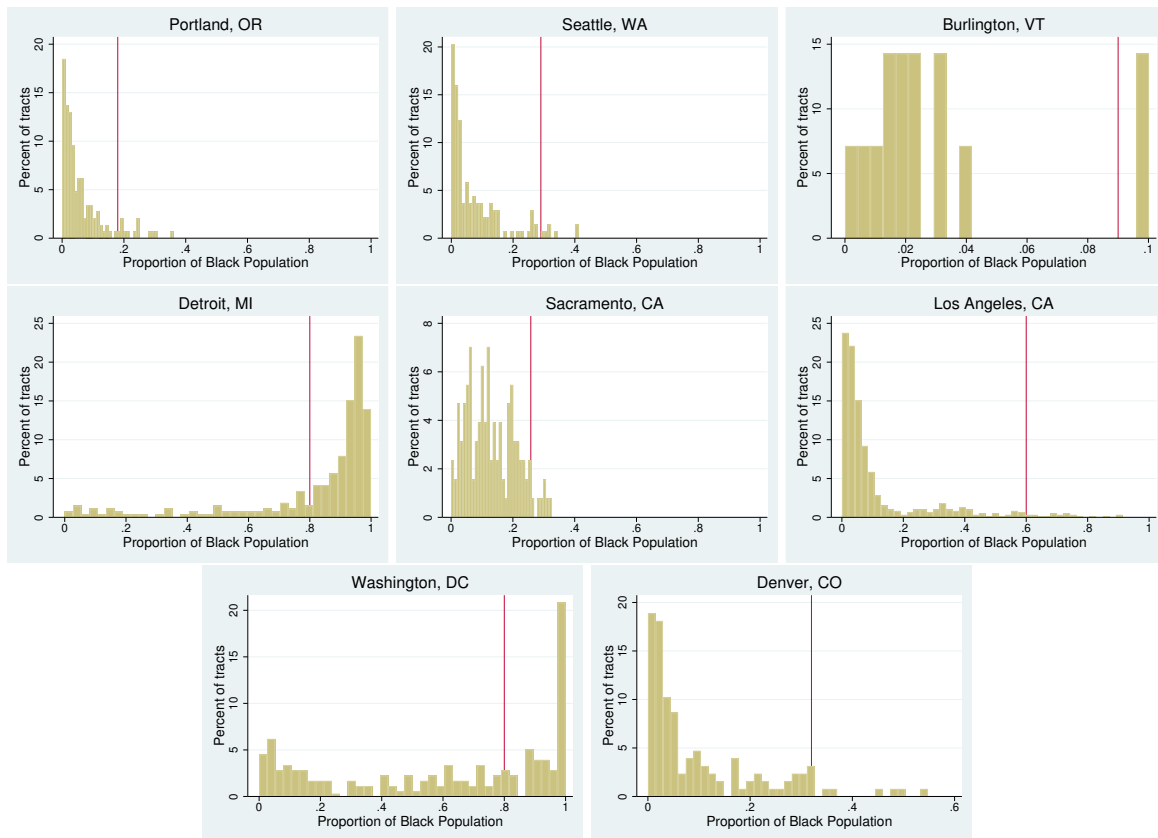 Portland, OR
Percent of tracts
0 5 10 15 20
0 .2 .4 .6 .8 1
Proportion of Black Population
Seattle, WA
Percent of tracts
0 5 10 15 20
0 .2 .4 .6 .8 1
Proportion of Black Population
Burlington, VT
Percent of tracts
0 5 10 15
0 .02 .04 .06 .08 .1
Proportion of Black Population
Detroit, MI
Percent of tracts
0 5 10 15 20 25
0 .2 .4 .6 .8 1
Proportion of Black Population
Sacramento, CA
Percent of tracts
0 2 4 6 8
0 .2 .4 .6 .8 1
Proportion of Black Population
Los Angeles, CA
Percent of tracts
0 5 10 15 20 25
0 .2 .4 .6 .8 1
Proportion of Black Population
Washington, DC
Percent of tracts
0 5 10 15 20
0 .2 .4 .6 .8 1
Proportion of Black Population
Denver, CO
Percent of tracts
0 5 10 15 20
0 .2 .4 .6
Proportion of Black Population